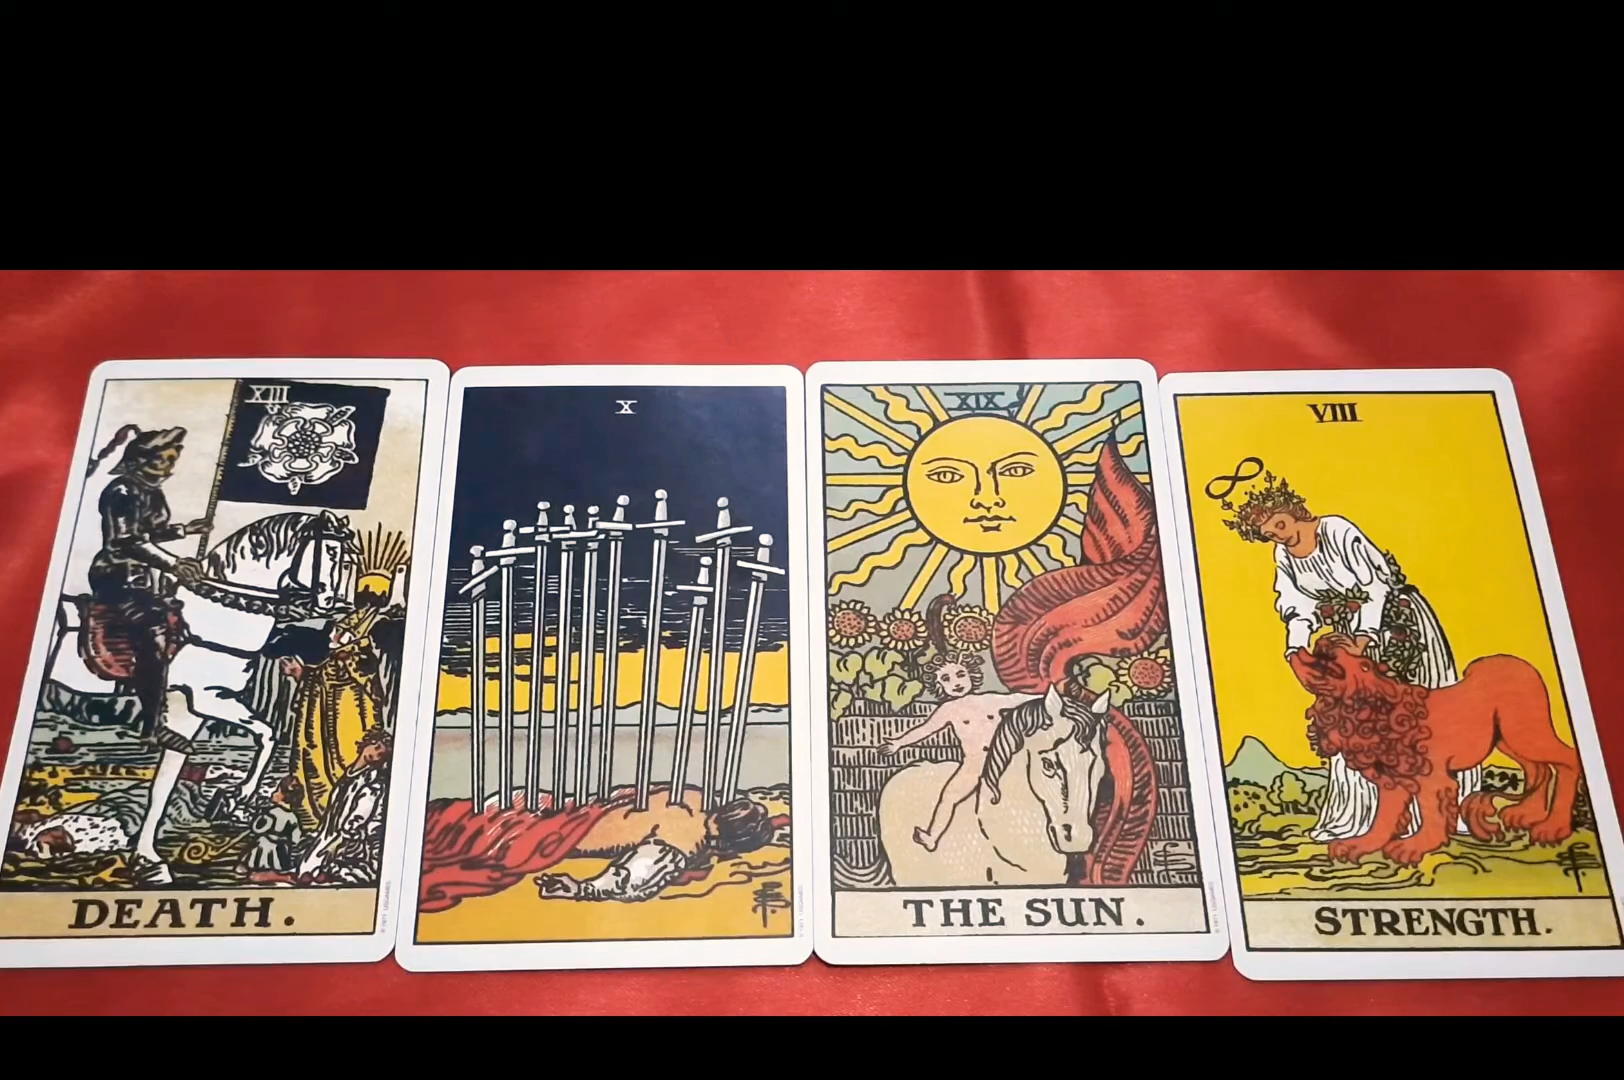 XIII
DEATH.
X
XIX
THE SUN.
VIII
STRENGTH.